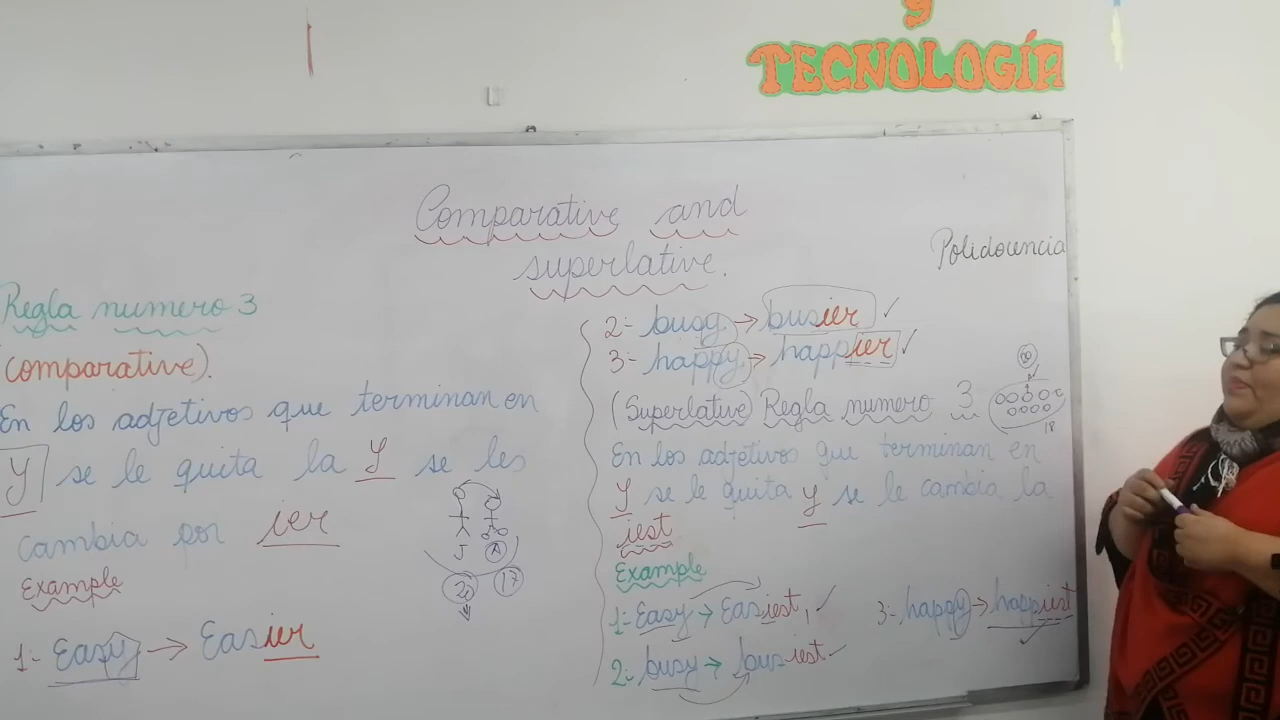 y
TECNOLOGÍA
Comparative and
superlative.
Polidocencia
Regla numero 3
(comparative).
En los adjetivos que terminan en
y se le quita la y se les
cambia por ier
Example
1- Easy → Easier
J A
25 17
2- busy → busier ✓
3- happy → happier ✓
(Superlative) Regla numero 3
En los adjetivos que terminan en
y se le quita y se le cambia la
iest
Example
1- Easy → Easiest, ✓
2- busy → busiest ✓
3- happy → happiest ✓
18